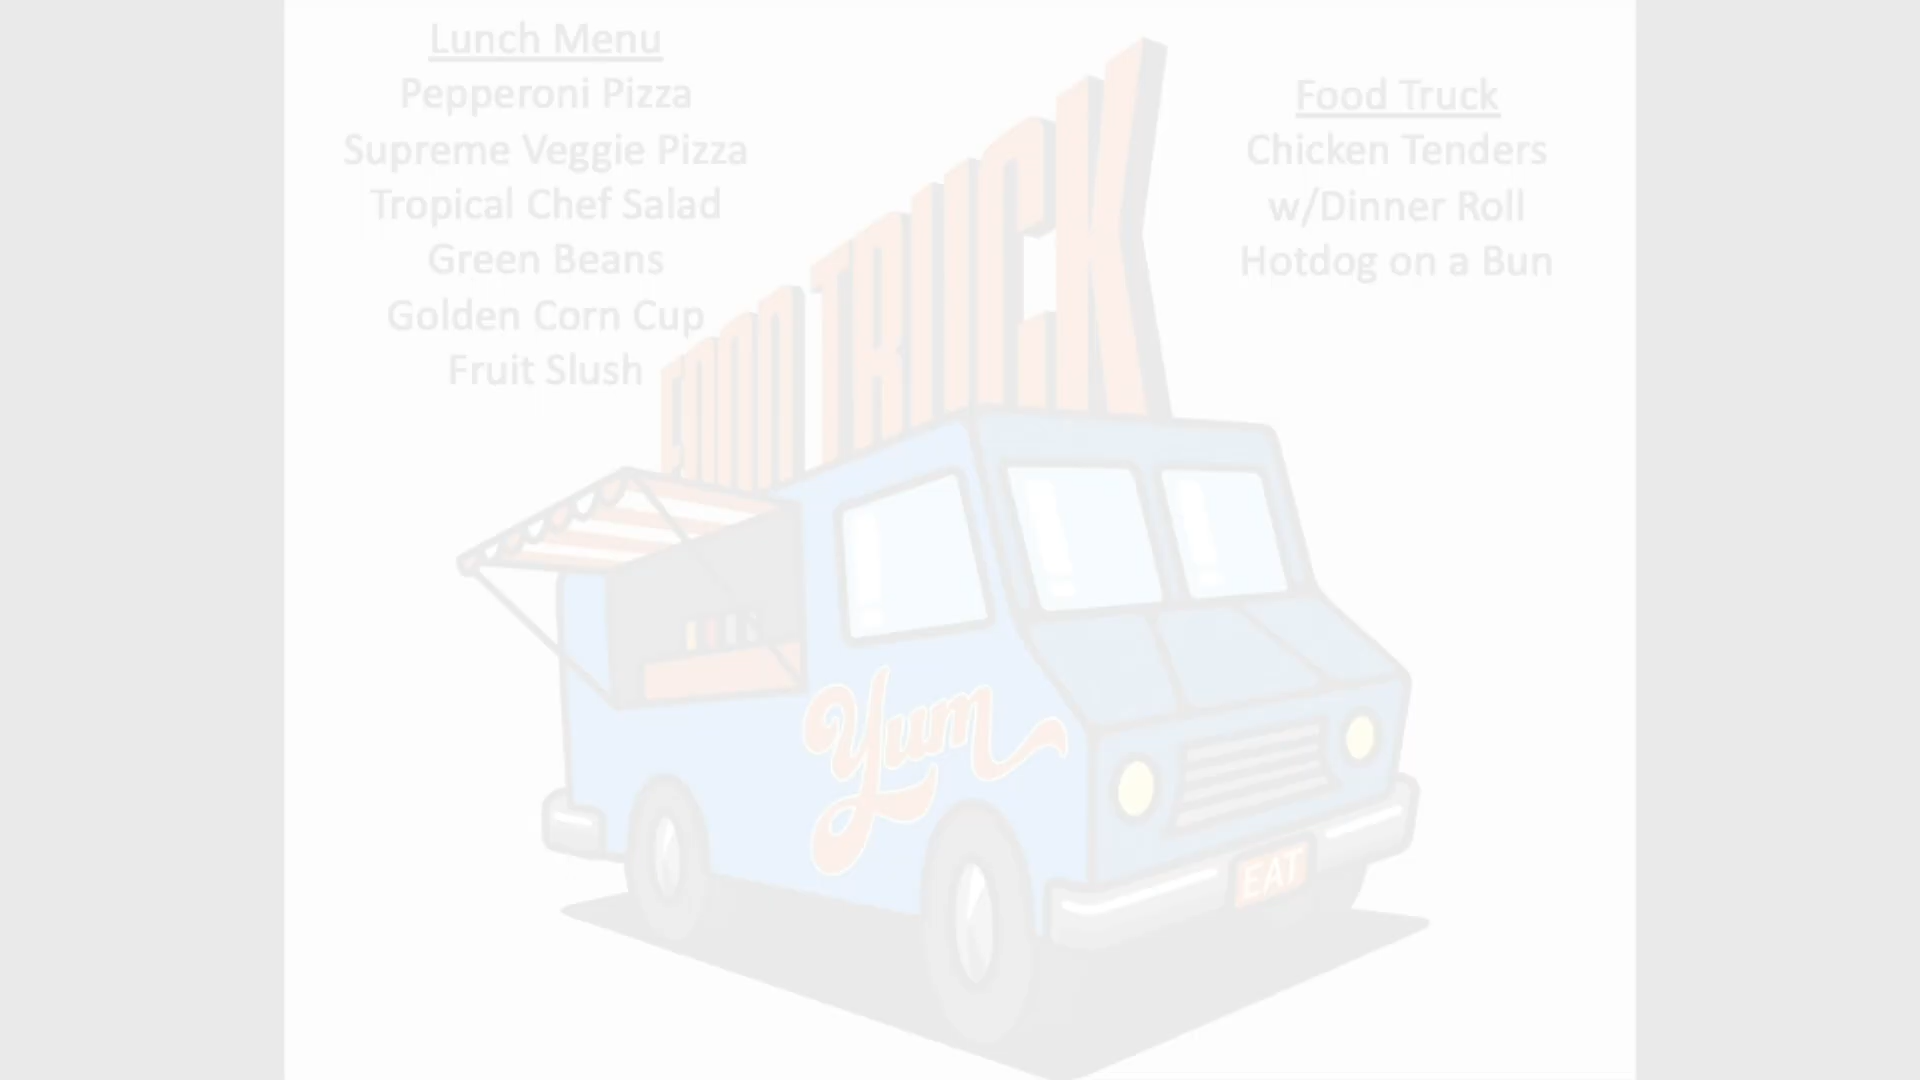 Lunch Menu
Pepperoni Pizza
Supreme Veggie Pizza
Tropical Chef Salad
Green Beans
Golden Corn Cup
Fruit Slush
Food Truck
Chicken Tenders
w/Dinner Roll
Hotdog on a Bun
FOOD TRUCK
Yum
EAT